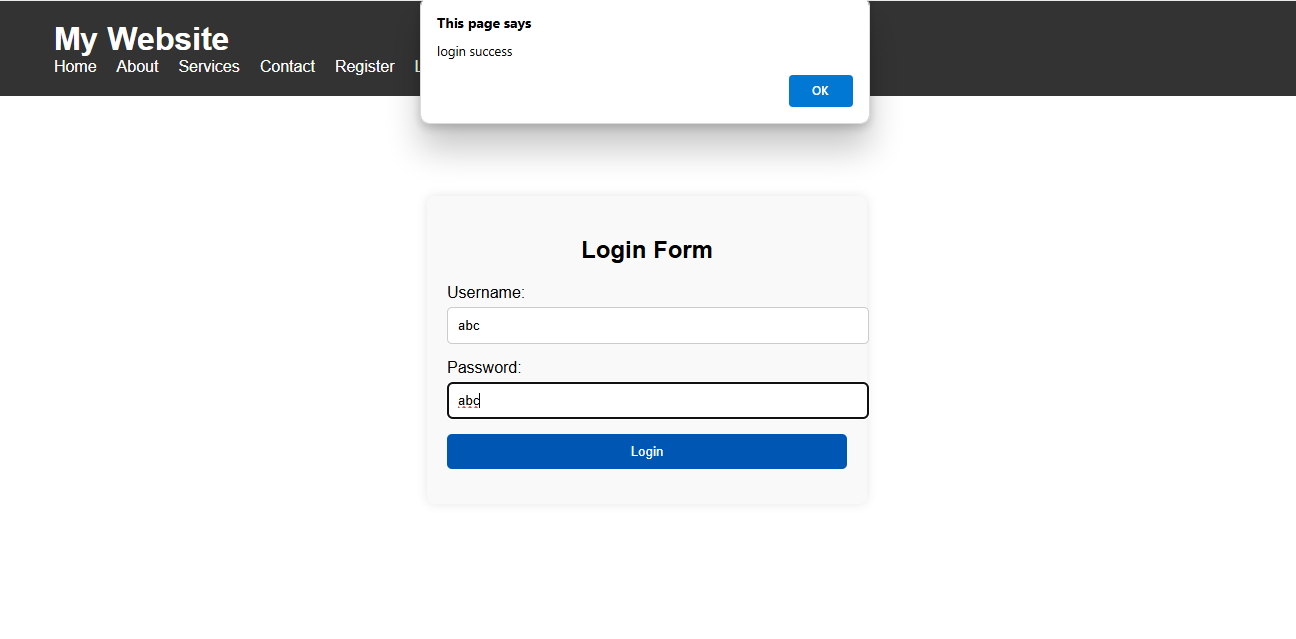 My Website
Home About Services Contact Register
This page says
login success
OK
Login Form
Username:
abc
Password:
abc
Login